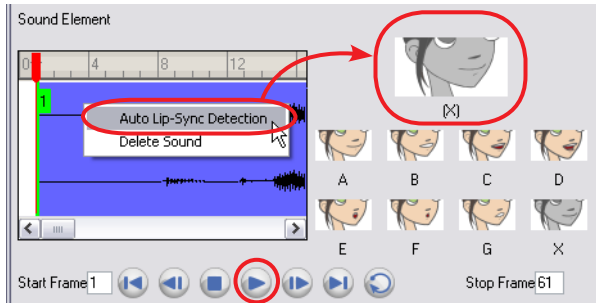 Sound Element
0 4 8 12
1
Auto Lip-Sync Detection
Delete Sound
(X)
A B C D
E F G X
Start Frame 1 Stop Frame 61